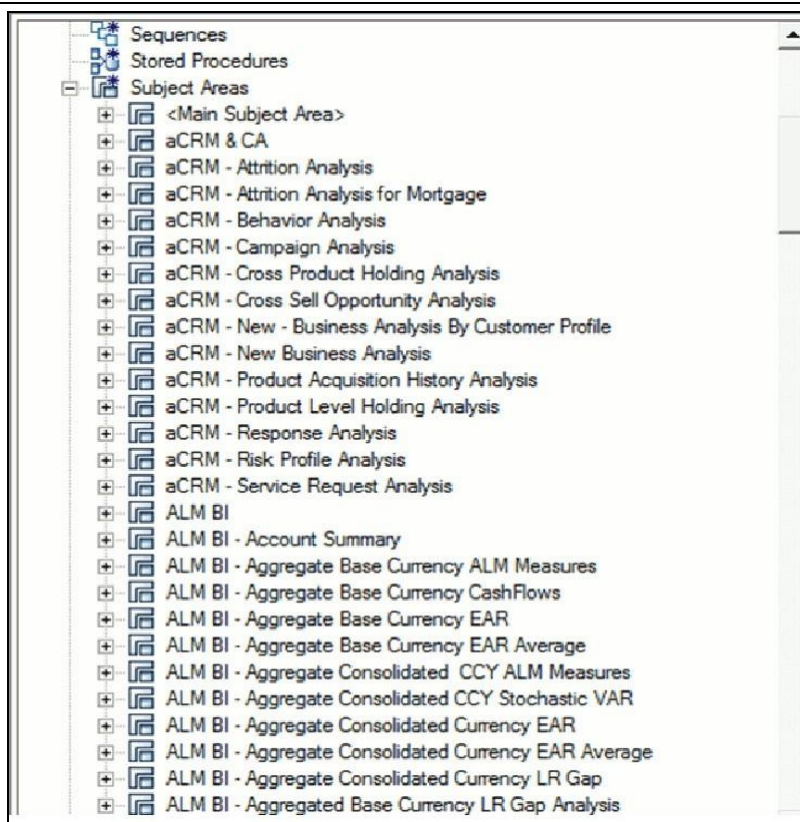 Sequences
Stored Procedures
Subject Areas
<Main Subject Area>
aCRM & CA
aCRM - Attrition Analysis
aCRM - Attrition Analysis for Mortgage
aCRM - Behavior Analysis
aCRM - Campaign Analysis
aCRM - Cross Product Holding Analysis
aCRM - Cross Sell Opportunity Analysis
aCRM - New - Business Analysis By Customer Profile
aCRM - New Business Analysis
aCRM - Product Acquisition History Analysis
aCRM - Product Level Holding Analysis
aCRM - Response Analysis
aCRM - Risk Profile Analysis
aCRM - Service Request Analysis
ALM BI
ALM BI - Account Summary
ALM BI - Aggregate Base Currency ALM Measures
ALM BI - Aggregate Base Currency CashFlows
ALM BI - Aggregate Base Currency EAR
ALM BI - Aggregate Base Currency EAR Average
ALM BI - Aggregate Consolidated  CCY ALM Measures
ALM BI - Aggregate Consolidated CCY Stochastic VAR
ALM BI - Aggregate Consolidated Currency EAR
ALM BI - Aggregate Consolidated Currency EAR Average
ALM BI - Aggregate Consolidated Currency LR Gap
ALM BI - Aggregated Base Currency LR Gap Analysis